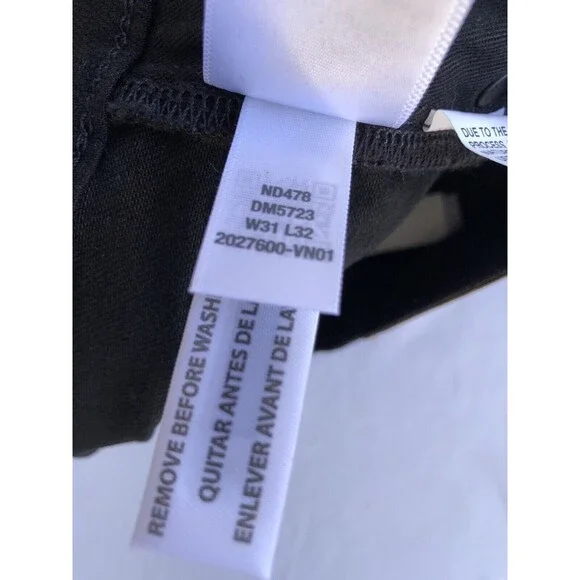 ND478
DM5723
W31 L32
2027600-VN01
REMOVE BEFORE WASH
QUITAR ANTES DE LA
ENLEVER AVANT DE LA
DUE TO THE
PROCESS